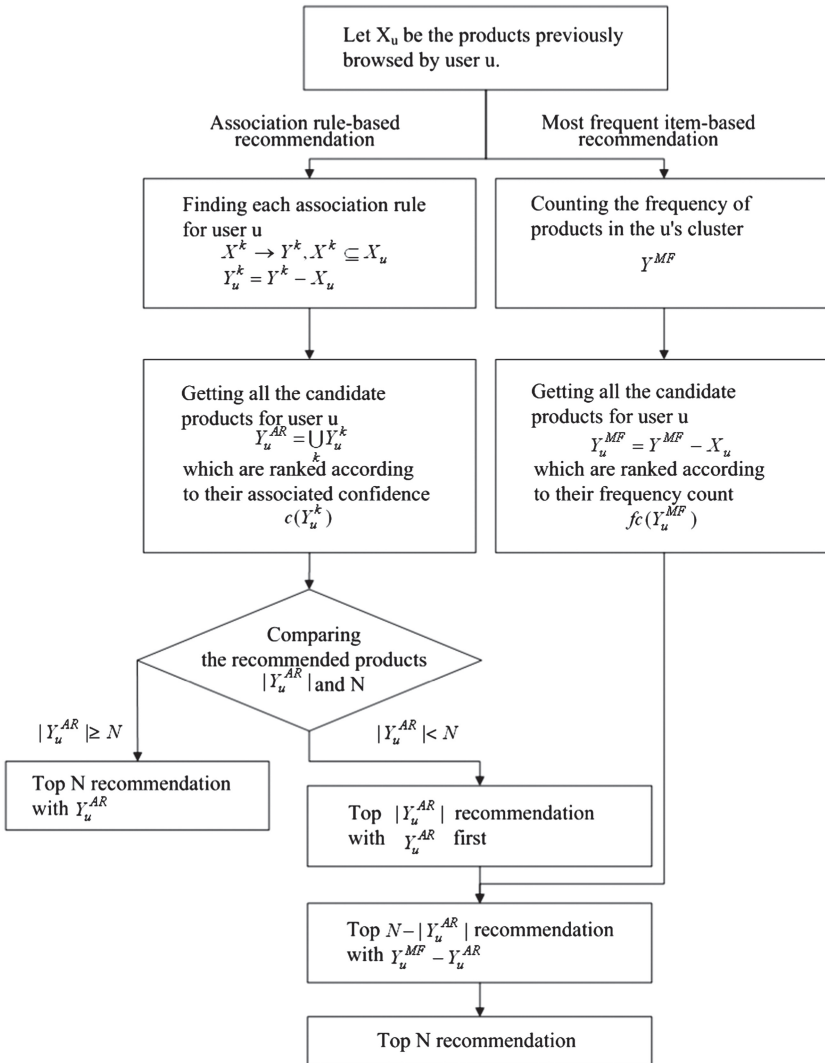 Let X_u be the products previously
browsed by user u.
Association rule-based
recommendation
Most frequent item-based
recommendation
Finding each association rule
for user u
X^k → Y^k, X^k ⊆ X_u
Y_u^k = Y^k − X_u
Counting the frequency of
products in the u's cluster
Y^{MF}
Getting all the candidate
products for user u
Y_u^{AR} = ⋃_k Y_u^k
which are ranked according
to their associated confidence
c(Y_u^k)
Getting all the candidate
products for user u
Y_u^{MF} = Y^{MF} − X_u
which are ranked according
to their frequency count
fc(Y_u^{MF})
Comparing
the recommended products
|Y_u^{AR}| and N
|Y_u^{AR}| ≥ N
|Y_u^{AR}| < N
Top N recommendation
with Y_u^{AR}
Top |Y_u^{AR}| recommendation
with Y_u^{AR} first
Top N−|Y_u^{AR}| recommendation
with Y_u^{MF} − Y_u^{AR}
Top N recommendation